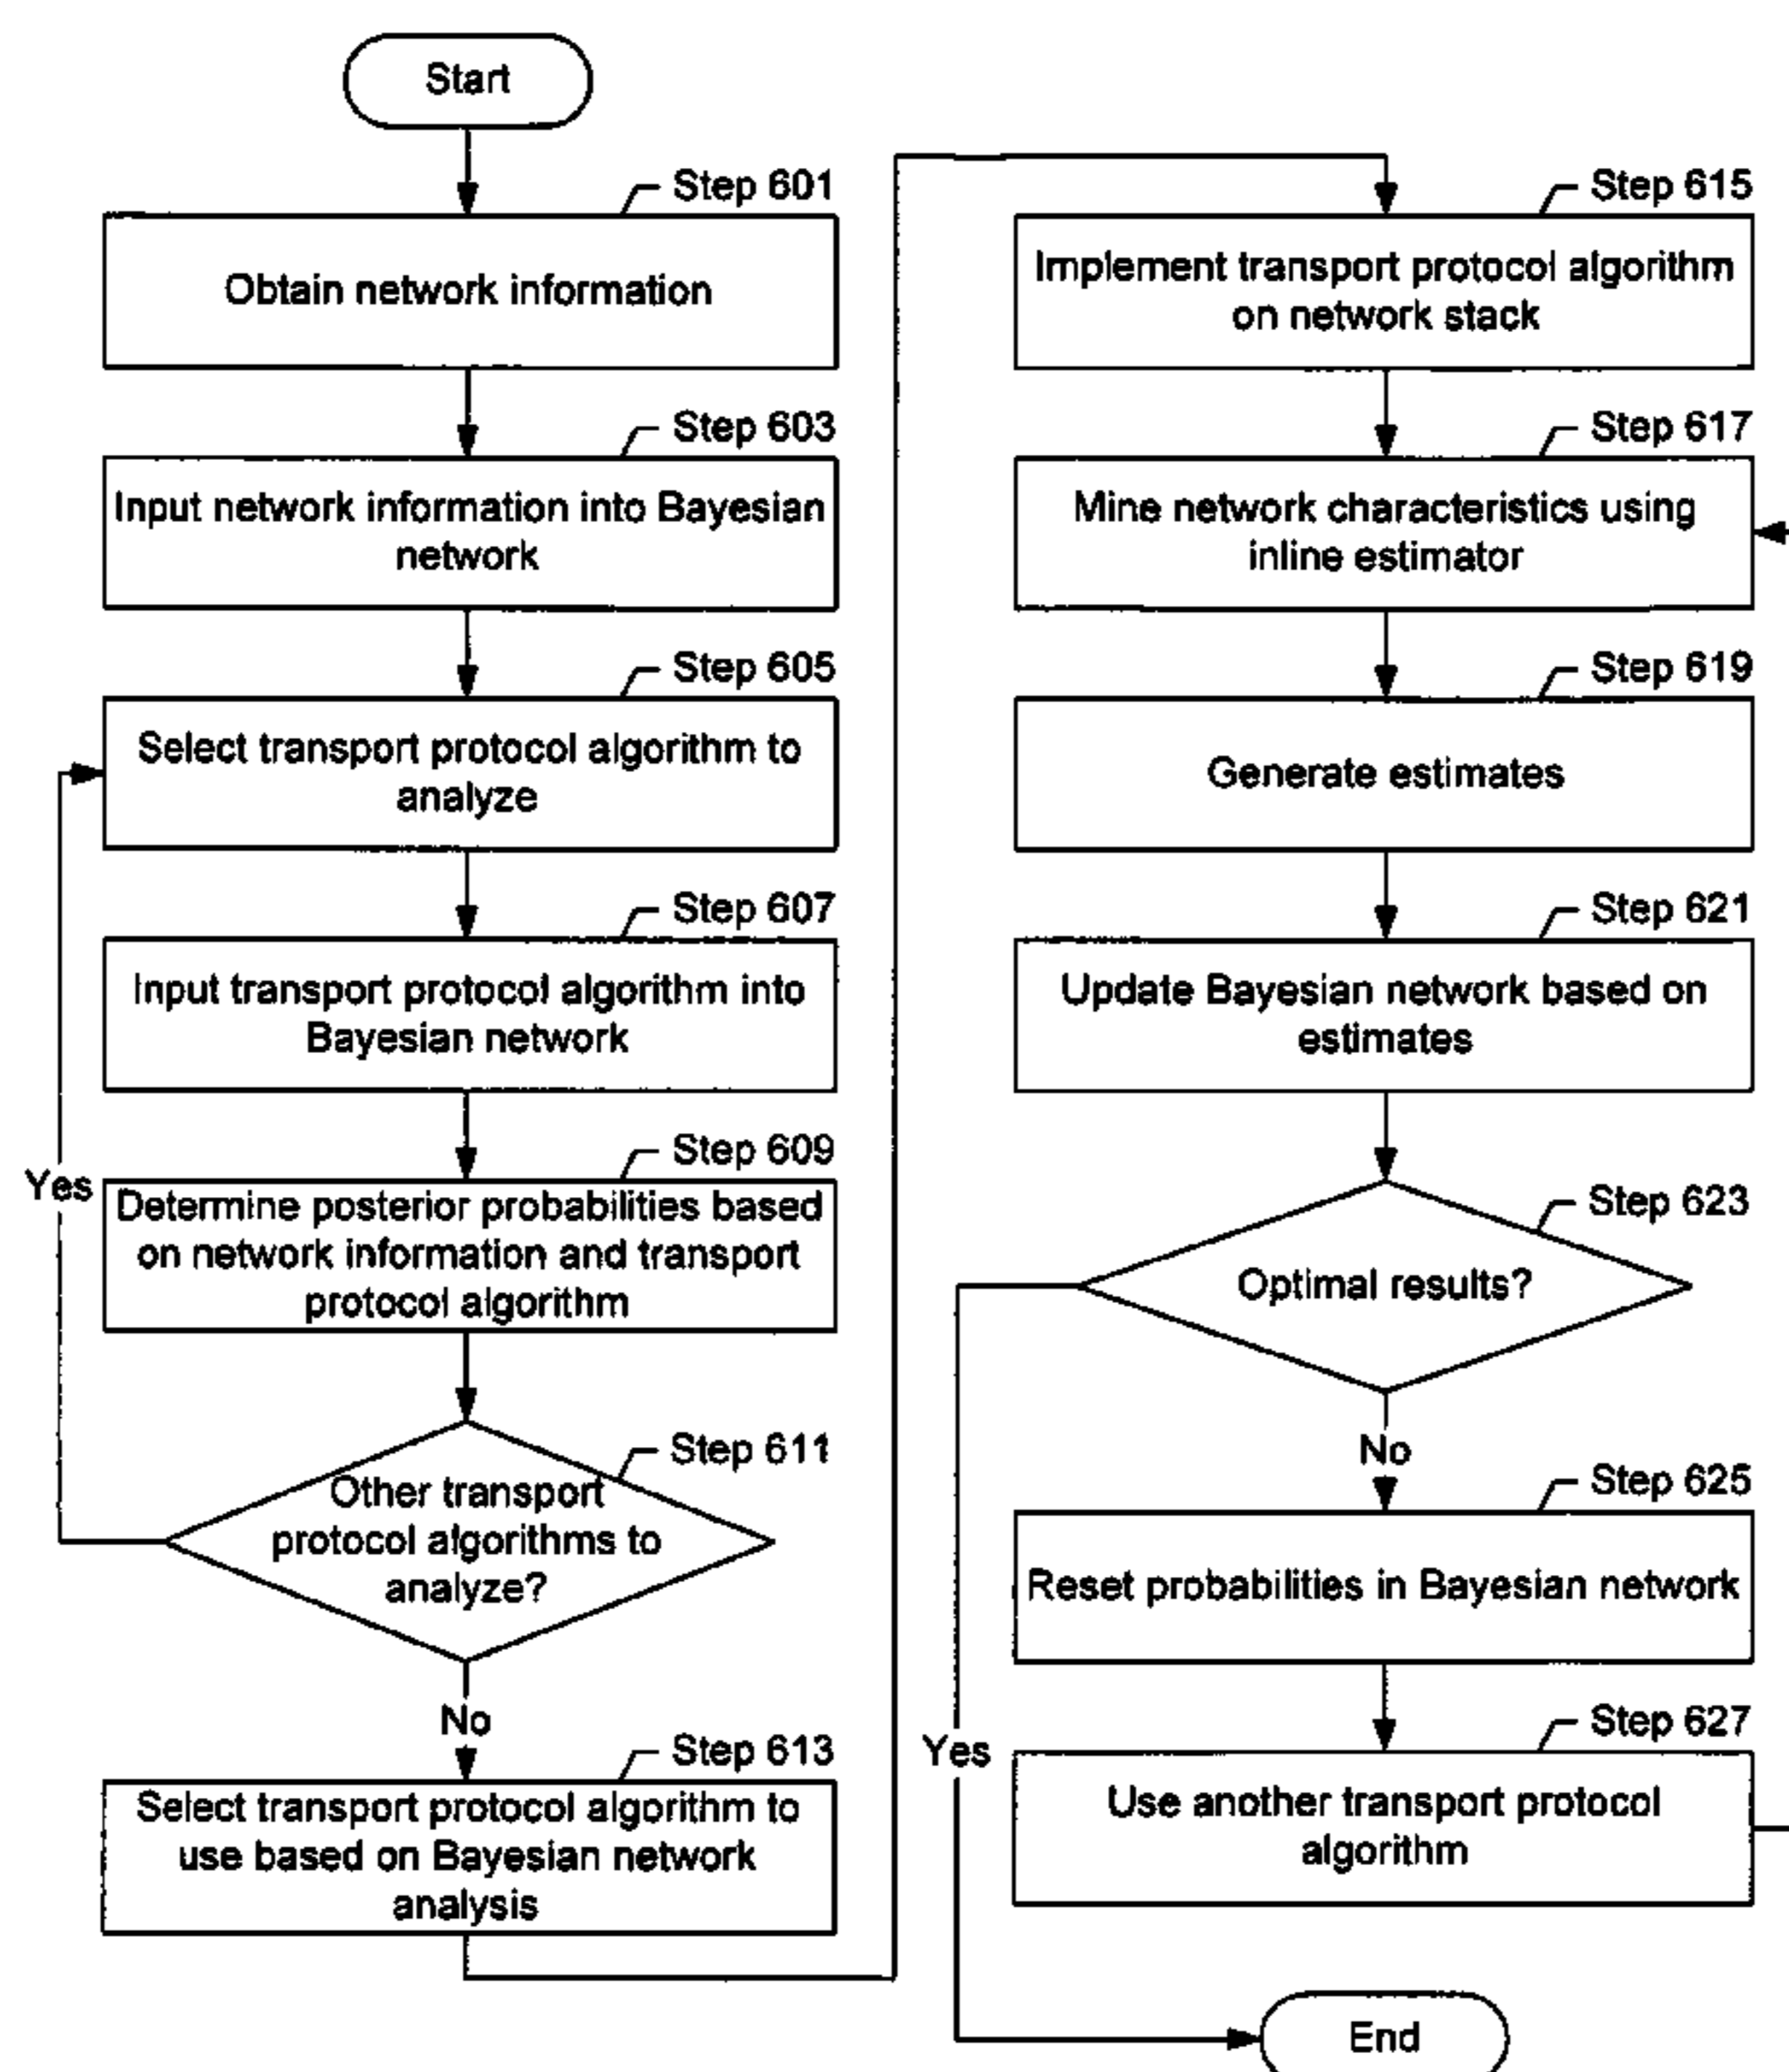 Start
Step 601
Obtain network information
Step 603
Input network information into Bayesian
network
Step 605
Select transport protocol algorithm to
analyze
Step 607
Input transport protocol algorithm into
Bayesian network
Step 609
Yes
Determine posterior probabilities based
on network information and transport
protocol algorithm
Step 611
Other transport
protocol algorithms to
analyze?
No
Step 613
Select transport protocol algorithm to
use based on Bayesian network
analysis
Step 615
Implement transport protocol algorithm
on network stack
Step 617
Mine network characteristics using
inline estimator
Step 619
Generate estimates
Step 621
Update Bayesian network based on
estimates
Step 623
Optimal results?
No
Step 625
Reset probabilities in Bayesian network
Step 627
Yes
Use another transport protocol
algorithm
End